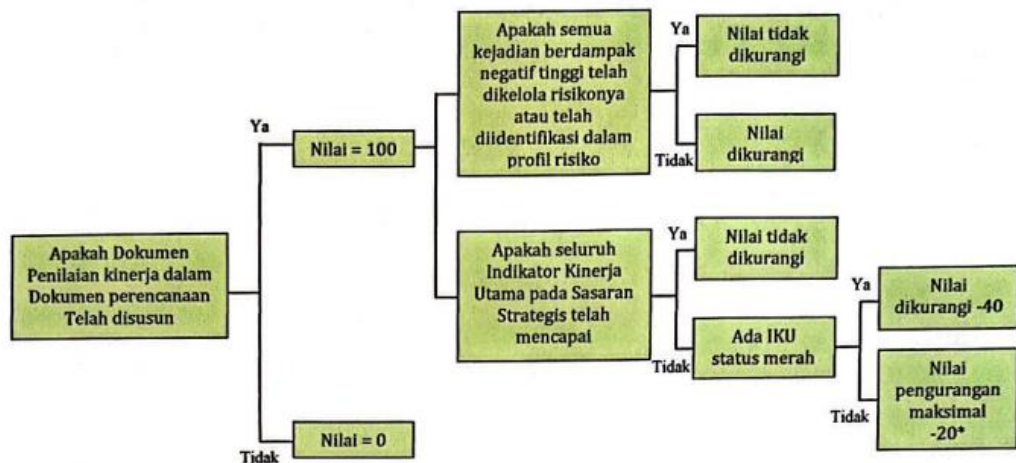 Apakah Dokumen
Penilaian kinerja dalam
Dokumen perencanaan
Telah disusun
Ya
Nilai = 100
Tidak
Nilai = 0
Apakah semua
kejadian berdampak
negatif tinggi telah
dikelola risikonya
atau telah
diidentifikasi dalam
profil risiko
Ya
Nilai tidak
dikurangi
Tidak
Nilai
dikurangi
Apakah seluruh
Indikator Kinerja
Utama pada Sasaran
Strategis telah
mencapai
Ya
Nilai tidak
dikurangi
Tidak
Ada IKU
status merah
Ya
Nilai
dikurangi -40
Tidak
Nilai
pengurangan
maksimal
-20*